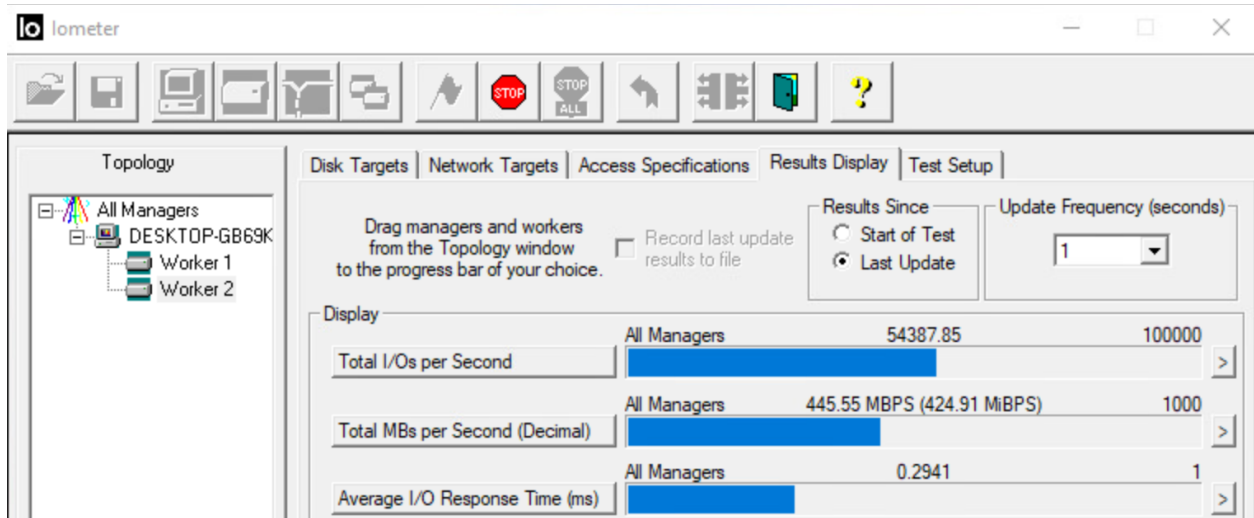 Io Iometer
STOP
STOP
ALL
?
Topology
Disk Targets Network Targets Access Specifications Results Display Test Setup
All Managers
DESKTOP-GB69K
Worker 1
Worker 2
Drag managers and workers
from the Topology window
to the progress bar of your choice.
Record last update
results to file
Results Since
Start of Test
Last Update
Update Frequency (seconds)
1
Display
All Managers 54387.85 100000
Total I/Os per Second >
All Managers 445.55 MBPS (424.91 MiBPS) 1000
Total MBs per Second (Decimal) >
All Managers 0.2941 1
Average I/O Response Time (ms) >